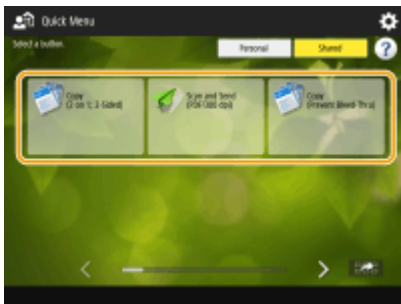 Quick Menu
Select a button.
Personal
Shared
?
Copy
(2 on 1; 2-Sided)
Scan and Send
(PDF/300 dpi)
Copy
(Prevent Bleed-Thru)